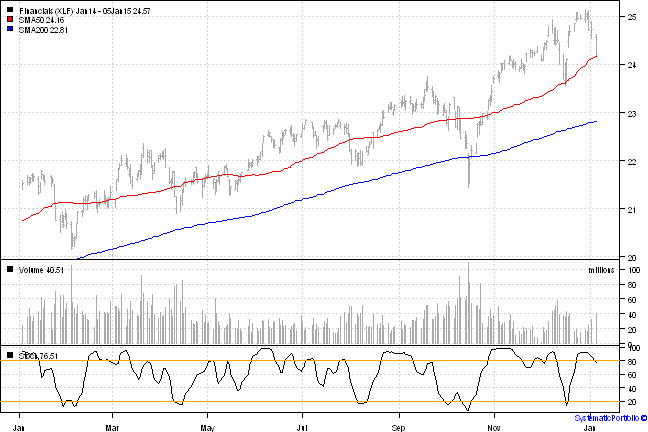 Financials (XLF) Jan14 - 05Jan15 24.57
SMA50 24.16
SMA200 22.81
25
24
23
22
21
20
Volume 40.51
millions
100
80
60
40
20
0
76.51
100
80
60
40
20
Jan
Mar
May
Jul
Sep
Nov
Jan
SystematicPortfolio ©